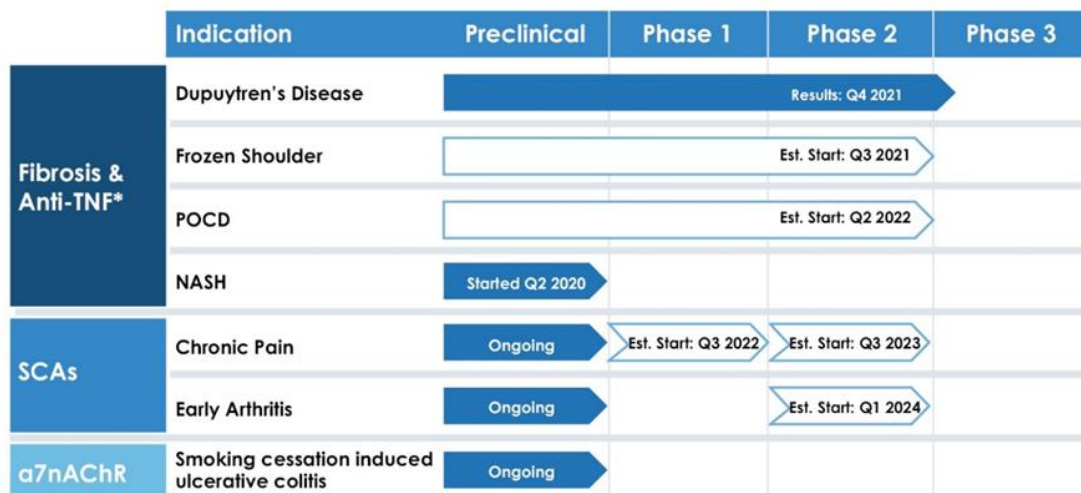 Indication Preclinical Phase 1 Phase 2 Phase 3
Fibrosis &
Anti-TNF*
Dupuytren’s Disease Results: Q4 2021
Frozen Shoulder Est. Start: Q3 2021
POCD Est. Start: Q2 2022
NASH Started Q2 2020
SCAs
Chronic Pain Ongoing Est. Start: Q3 2022 Est. Start: Q3 2023
Early Arthritis Ongoing Est. Start: Q1 2024
a7nAChR
Smoking cessation induced
ulcerative colitis
Ongoing